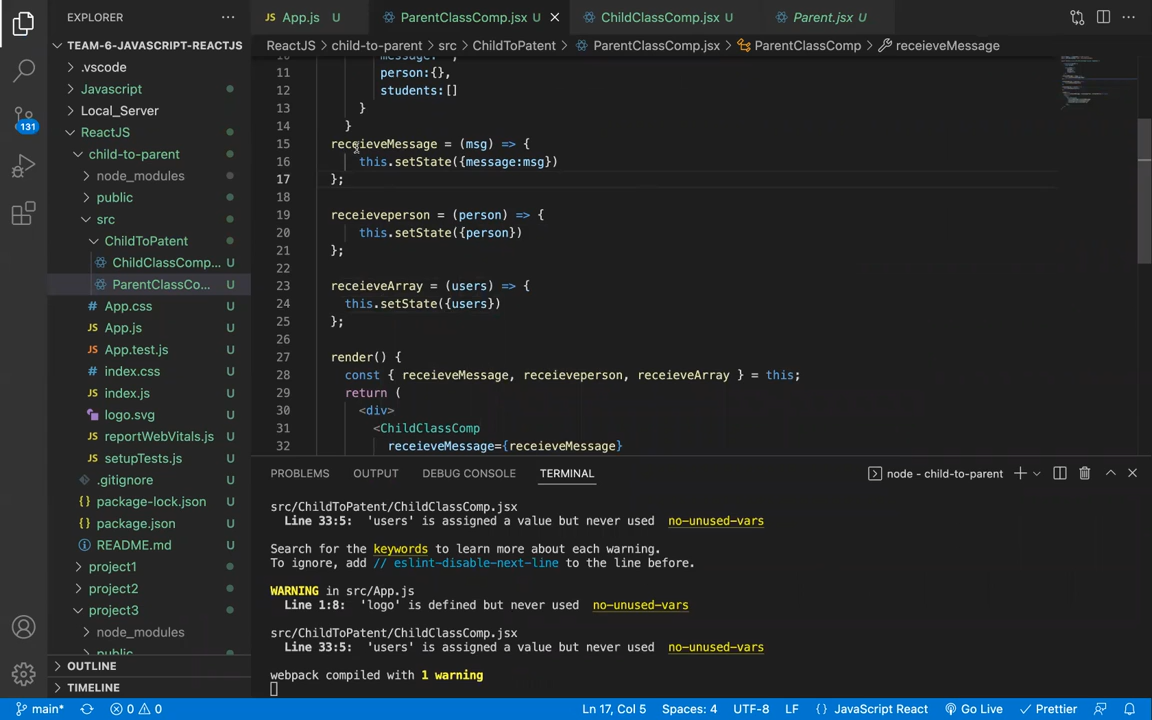 EXPLORER
App.js U
ParentClassComp.jsx U
ChildClassComp.jsx U
Parent.jsx U
TEAM-6-JAVASCRIPT-REACTJS
ReactJS > child-to-parent > src > ChildToPatent > ParentClassComp.jsx > ParentClassComp > receieveMessage
.vscode
Javascript
Local_Server
ReactJS
child-to-parent
node_modules
public
src
ChildToPatent
ChildClassComp... U
ParentClassCo... U
# App.css U
JS App.js U
JS App.test.js U
# index.css U
JS index.js U
logo.svg U
JS reportWebVitals.js U
JS setupTests.js U
.gitignore U
{} package-lock.json U
{} package.json U
README.md U
project1
project2
project3
node_modules
public
OUTLINE
TIMELINE
11 person:{},
12 students:[]
13 }
14 }
15 receieveMessage = (msg) => {
16 this.setState({message:msg})
17 };
18
19 receieveperson = (person) => {
20 this.setState({person})
21 };
22
23 receieveArray = (users) => {
24 this.setState({users})
25 };
26
27 render() {
28 const { receieveMessage, receieveperson, receieveArray } = this;
29 return (
30 <div>
31 <ChildClassComp
32 receieveMessage={receieveMessage}
PROBLEMS OUTPUT DEBUG CONSOLE TERMINAL node - child-to-parent
src/ChildToPatent/ChildClassComp.jsx
Line 33:5: 'users' is assigned a value but never used no-unused-vars
Search for the keywords to learn more about each warning.
To ignore, add // eslint-disable-next-line to the line before.
WARNING in src/App.js
Line 1:8: 'logo' is defined but never used no-unused-vars
src/ChildToPatent/ChildClassComp.jsx
Line 33:5: 'users' is assigned a value but never used no-unused-vars
webpack compiled with 1 warning
131
main* 0 0 Ln 17, Col 5 Spaces: 4 UTF-8 LF {} JavaScript React Go Live Prettier